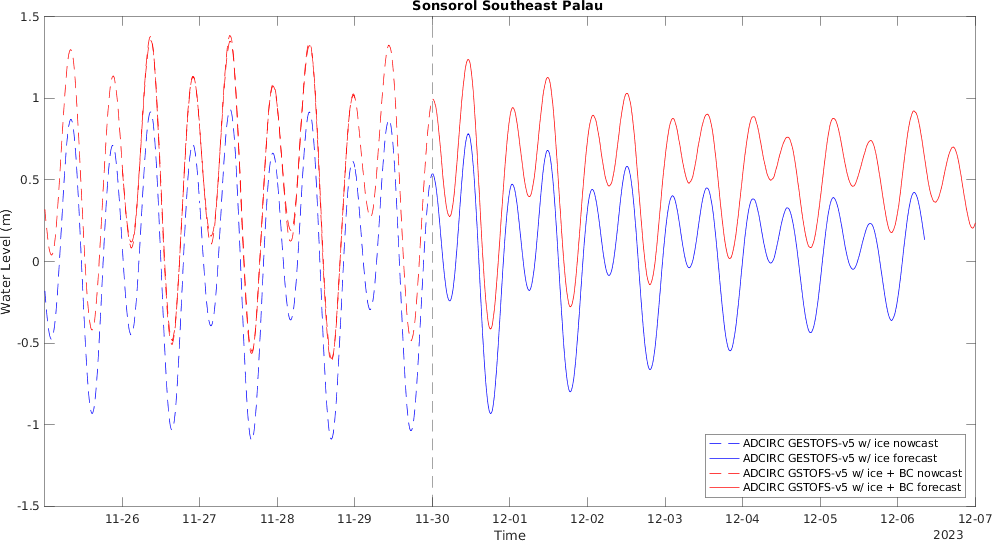 Sonsorol Southeast Palau
1.5
1
0.5
0
-0.5
-1
-1.5
Water Level (m)
ADCIRC GESTOFS-v5 w/ ice nowcast
ADCIRC GESTOFS-v5 w/ ice forecast
ADCIRC GSTOFS-v5 w/ ice + BC nowcast
ADCIRC GSTOFS-v5 w/ ice + BC forecast
11-26 11-27 11-28 11-29 11-30 12-01 12-02 12-03 12-04 12-05 12-06 12-07
Time
2023